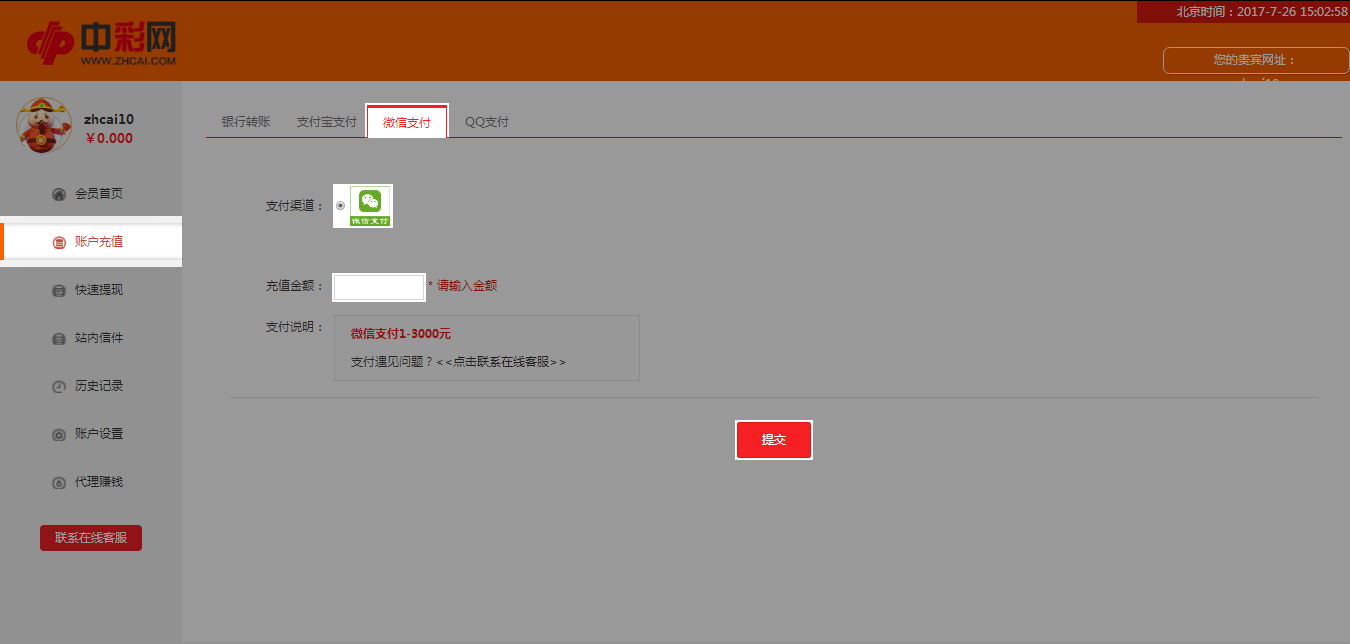 北京时间：2017-7-26 15:02:58
中彩网
WWW.ZHCAI.COM
您的贵宾网址：
zhcai10
￥0.000
会员首页
账户充值
快速提现
站内信件
历史记录
账户设置
代理赚钱
联系在线客服
银行转账 支付宝支付 微信支付 QQ支付
支付渠道：
微信支付
充值金额： * 请输入金额
支付说明：
微信支付1-3000元
支付遇见问题？<<点击联系在线客服>>
提交